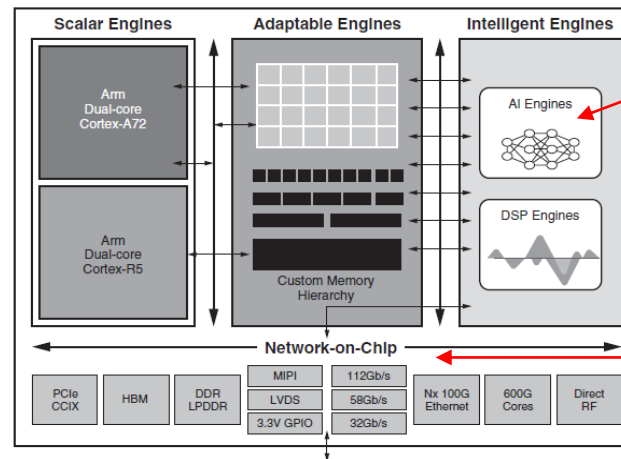 Scalar Engines
Adaptable Engines
Intelligent Engines
Arm
Dual-core
Cortex-A72
Arm
Dual-core
Cortex-R5
Custom Memory
Hierarchy
AI Engines
DSP Engines
Network-on-Chip
PCIe
CCIX
HBM
DDR
LPDDR
MIPI
LVDS
3.3V GPIO
112Gb/s
58Gb/s
32Gb/s
Nx 100G
Ethernet
600G
Cores
Direct
RF